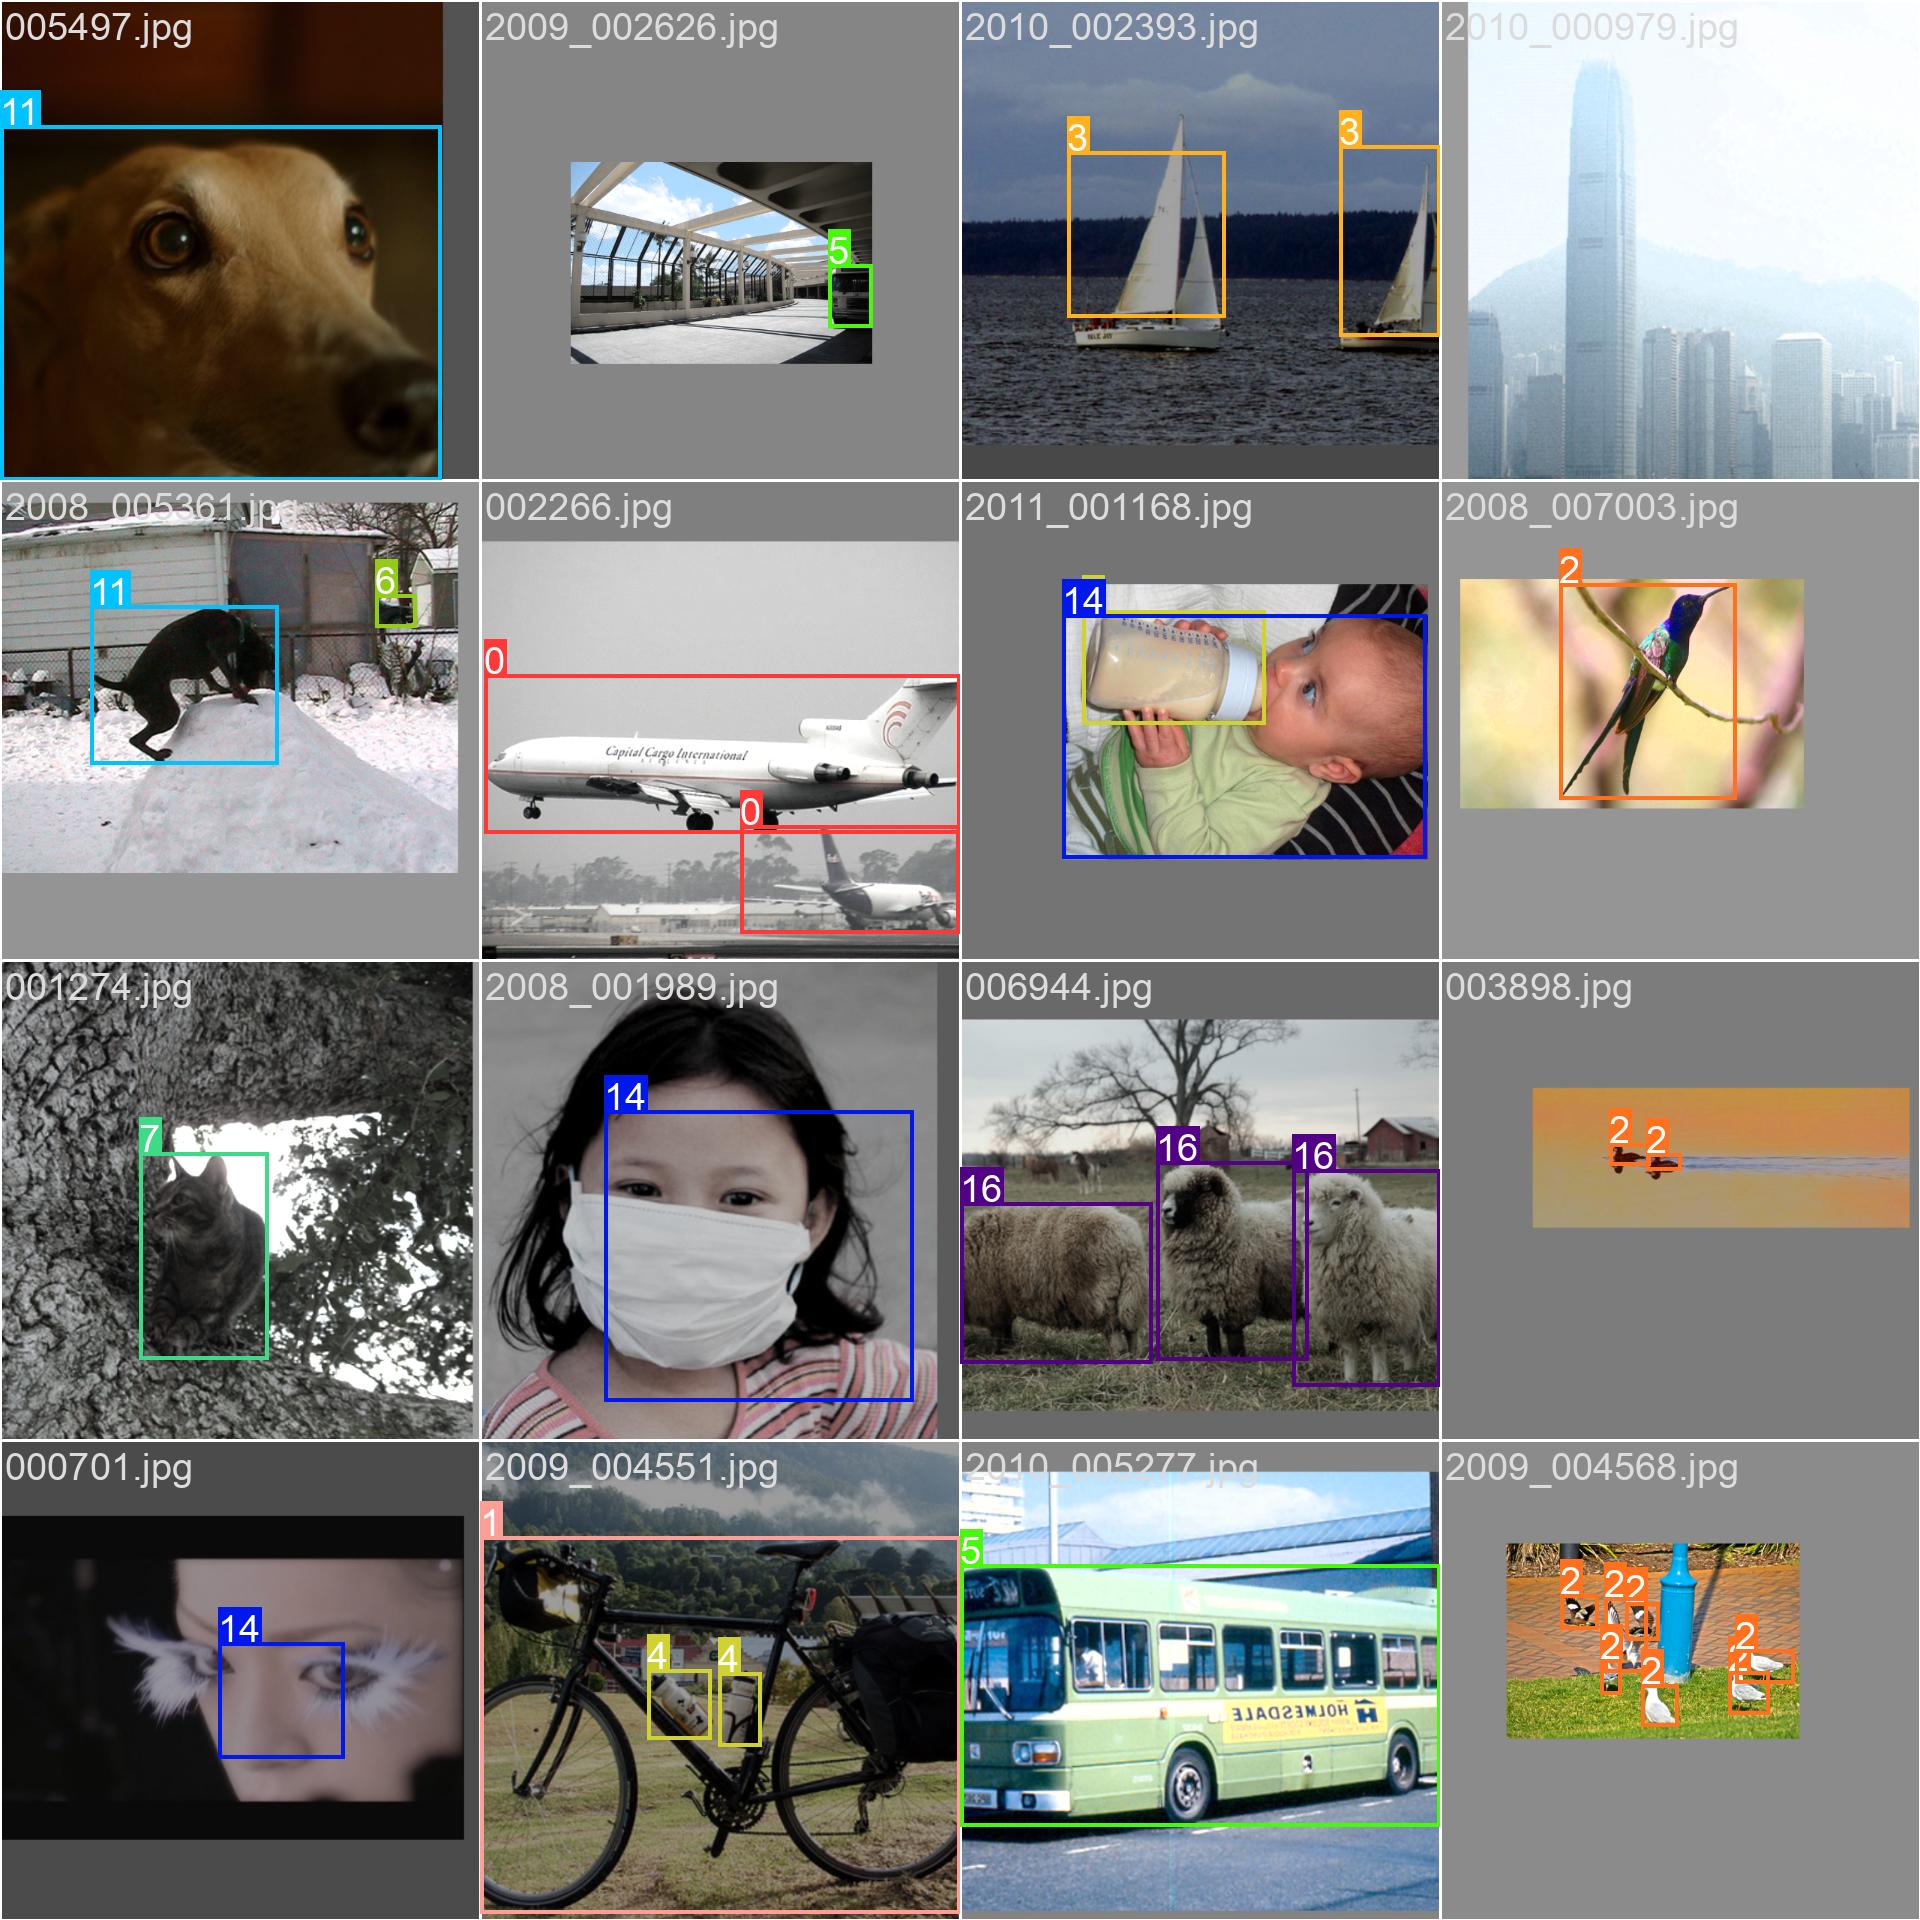 005497.jpg
11
2009_002626.jpg
5
2010_002393.jpg
3
3
2010_000979.jpg
2008_005361.jpg
11
6
002266.jpg
0
Capital Cargo International
AIRLINES
0
2011_001168.jpg
14
2008_007003.jpg
2
001274.jpg
7
2008_001989.jpg
14
006944.jpg
16
16
16
003898.jpg
2
2
000701.jpg
14
2009_004551.jpg
1
4
4
2010_005277.jpg
5
HOLMESDALE
2009_004568.jpg
2
2
2
2
2
2
2